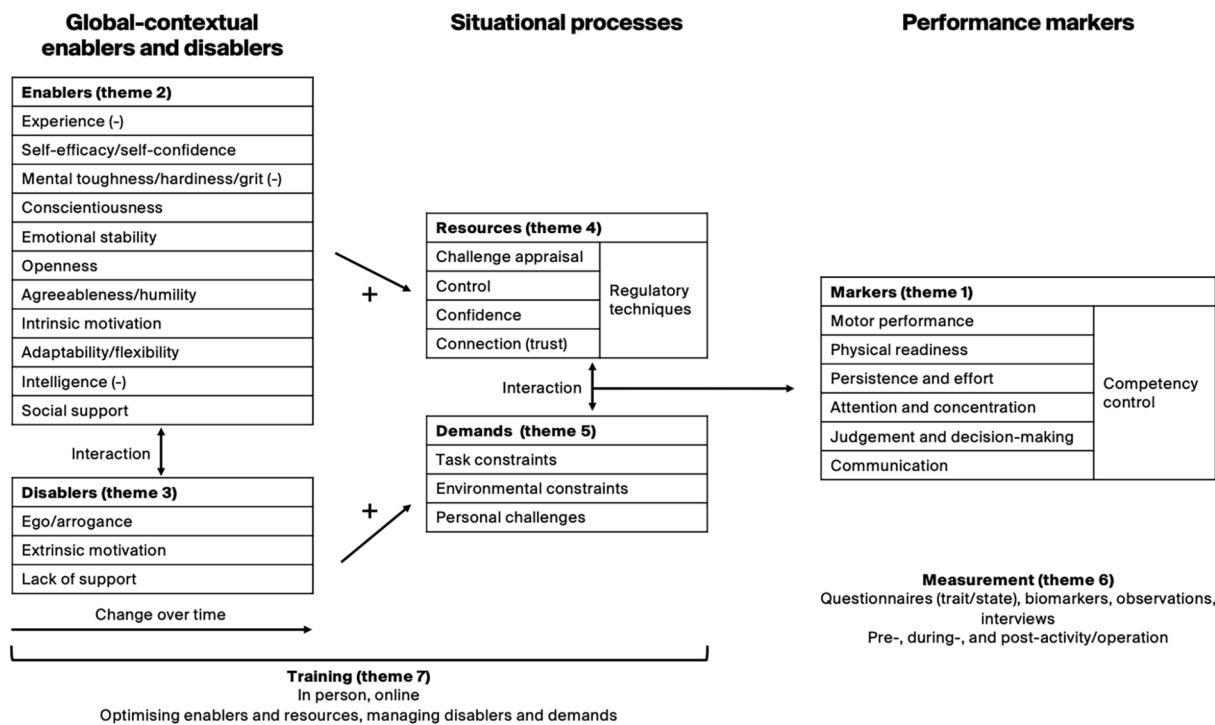 Global-contextual
enablers and disablers
Situational processes
Performance markers
Enablers (theme 2)
Experience (-)
Self-efficacy/self-confidence
Mental toughness/hardiness/grit (-)
Conscientiousness
Emotional stability
Openness
Agreeableness/humility
Intrinsic motivation
Adaptability/flexibility
Intelligence (-)
Social support
Interaction
Disablers (theme 3)
Ego/arrogance
Extrinsic motivation
Lack of support
Change over time
+
+
Resources (theme 4)
Challenge appraisal
Control
Confidence
Connection (trust)
Regulatory
techniques
Interaction
Demands (theme 5)
Task constraints
Environmental constraints
Personal challenges
Markers (theme 1)
Motor performance
Physical readiness
Persistence and effort
Attention and concentration
Judgement and decision-making
Communication
Competency
control
Measurement (theme 6)
Questionnaires (trait/state), biomarkers, observations,
interviews
Pre-, during-, and post-activity/operation
Training (theme 7)
In person, online
Optimising enablers and resources, managing disablers and demands